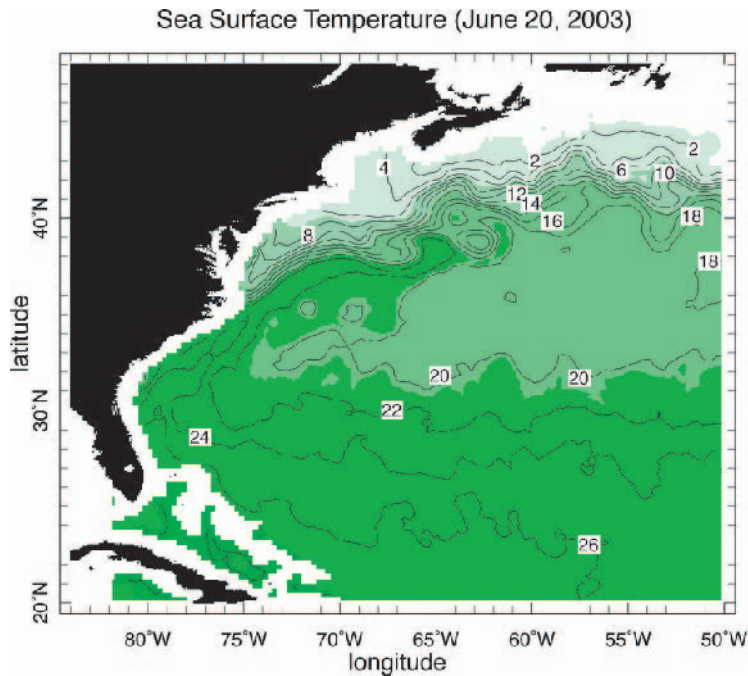 Sea Surface Temperature (June 20, 2003)
2 2
4 6 10
12
14
16 18
40°N
8
18
latitude
20 20
22
30°N
24
26
20°N
80°W 75°W 70°W 65°W 60°W 55°W 50°W
longitude